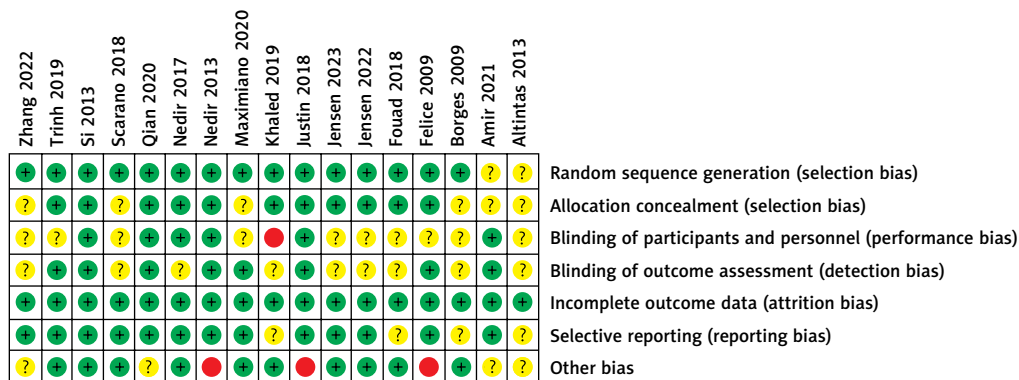 Zhang 2022
Trinh 2019
Si 2013
Scarano 2018
Qian 2020
Nedir 2017
Nedir 2013
Maximiano 2020
Khaled 2019
Justin 2018
Jensen 2023
Jensen 2022
Fouad 2018
Felice 2009
Borges 2009
Amir 2021
Altintas 2013
+ + + + + + + + + + + + + + + ? ? Random sequence generation (selection bias)
? + + ? + + + ? + + + + + + ? ? ? Allocation concealment (selection bias)
? ? + ? + + + ? + ? ? ? ? ? + ? Blinding of participants and personnel (performance bias)
? + + ? + ? + + ? + ? ? ? + ? + ? Blinding of outcome assessment (detection bias)
+ + + + + + + + + + + + + + + + + Incomplete outcome data (attrition bias)
+ + + + + + + + ? + + + ? + ? + ? Selective reporting (reporting bias)
? + + + ? + + + + + + + ? ? Other bias